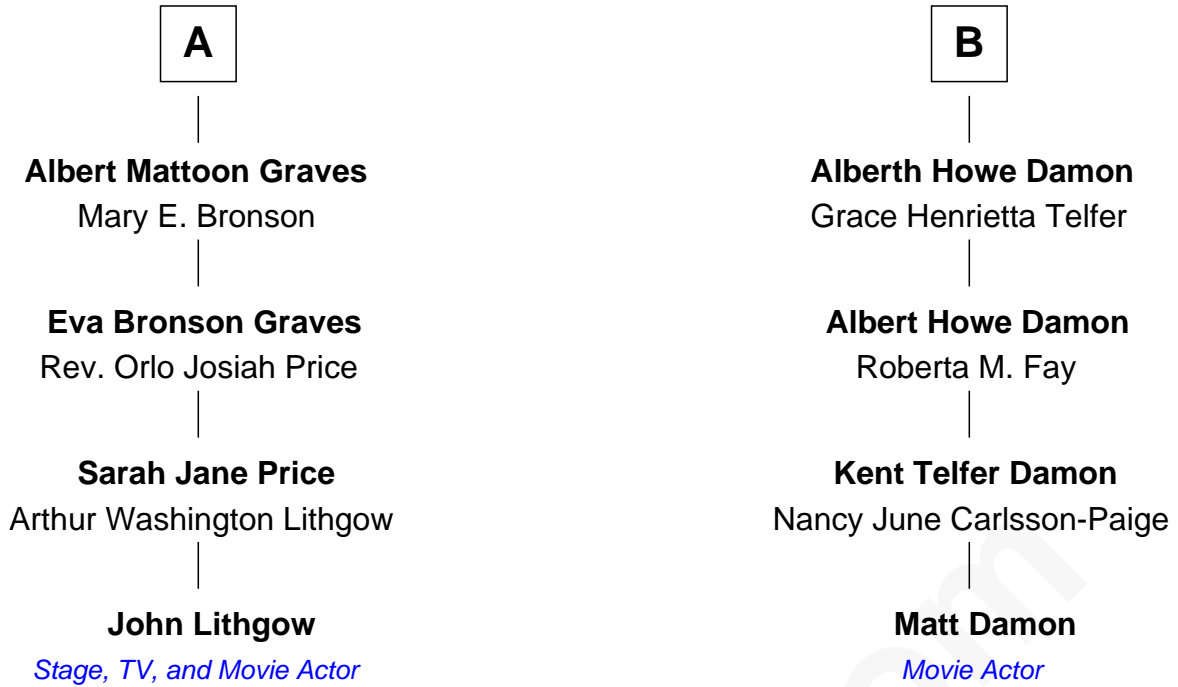 A
B
Albert Mattoon Graves
Mary E. Bronson
Alberth Howe Damon
Grace Henrietta Telfer
Eva Bronson Graves
Rev. Orlo Josiah Price
Albert Howe Damon
Roberta M. Fay
Sarah Jane Price
Arthur Washington Lithgow
Kent Telfer Damon
Nancy June Carlsson-Paige
John Lithgow
Stage, TV, and Movie Actor
Matt Damon
Movie Actor